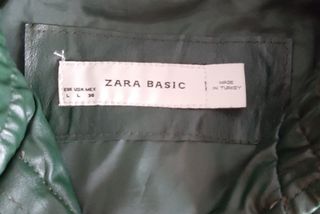 EUR USA MEX
L L 30
ZARA BASIC
MADE
IN TURKEY